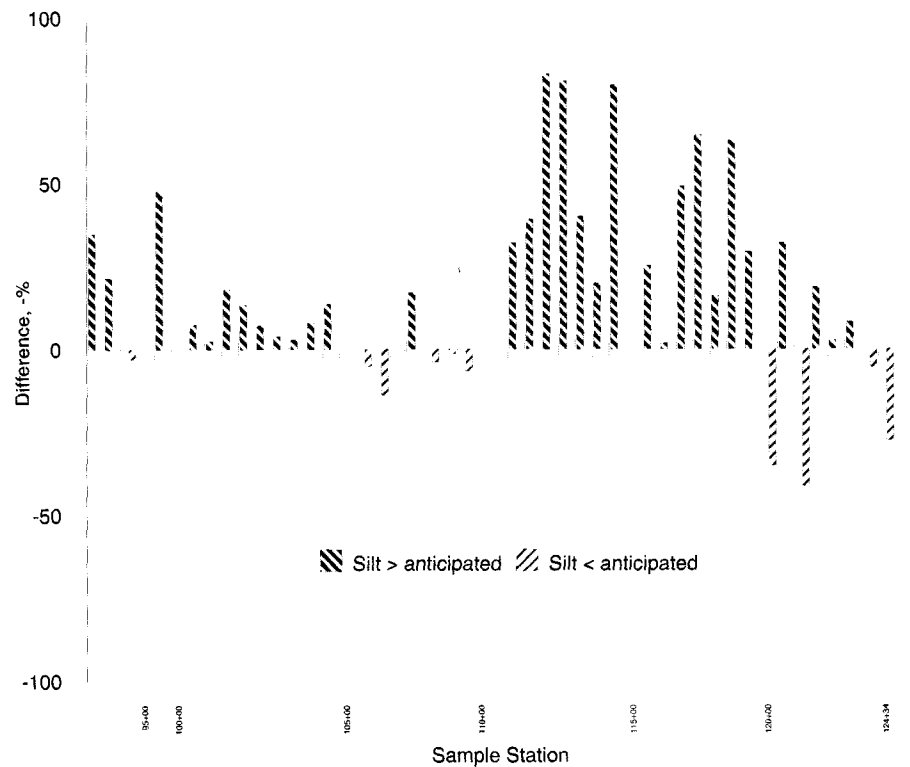 100
50
0
-50
-100
Difference, -%
Silt > anticipated Silt < anticipated
95+00 100+00 105+00 110+00 115+00 120+00 124+34
Sample Station